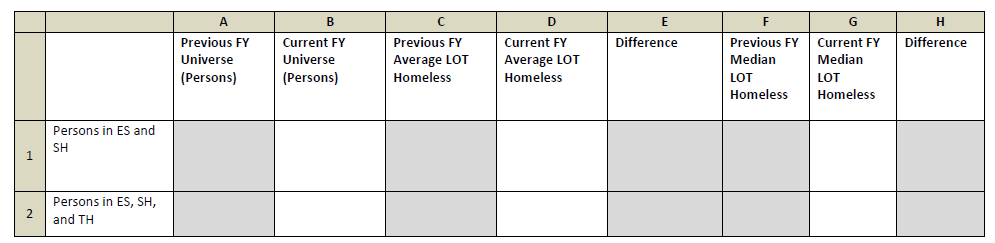 A B C D E F G H
Previous FY Universe (Persons)
Current FY Universe (Persons)
Previous FY Average LOT Homeless
Current FY Average LOT Homeless
Difference
Previous FY Median LOT Homeless
Current FY Median LOT Homeless
Difference
1
Persons in ES and
SH
2
Persons in ES, SH,
and TH